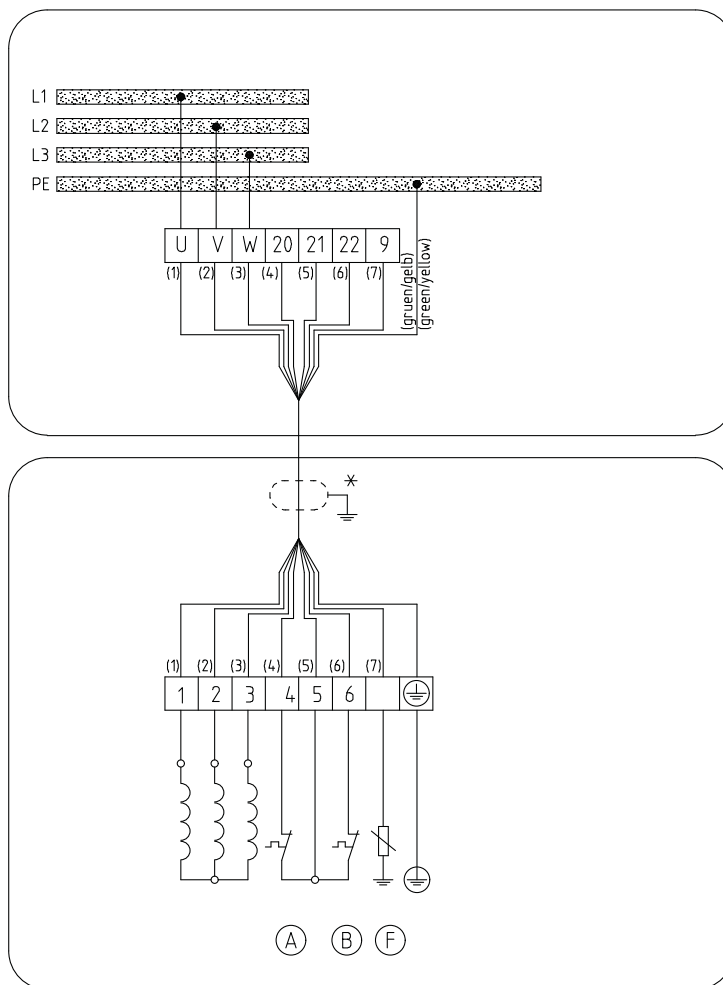 L1
L2
L3
PE
U V W 20 21 22 9
(1) (2) (3) (4) (5) (6) (7)
(gruen/gelb)
(green/yellow)
*
(1) (2) (3) (4) (5) (6) (7)
1 2 3 4 5 6
A B F